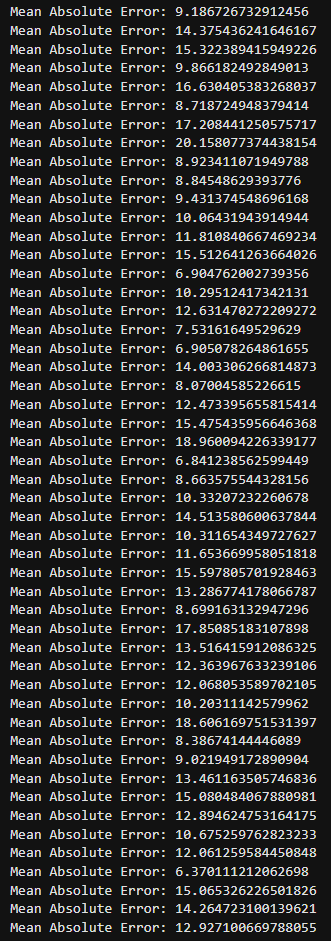 Mean Absolute Error: 9.186726732912456
Mean Absolute Error: 14.375436241646167
Mean Absolute Error: 15.322389415949226
Mean Absolute Error: 9.866182492849013
Mean Absolute Error: 16.630405383268037
Mean Absolute Error: 8.718724948379414
Mean Absolute Error: 17.208441250575717
Mean Absolute Error: 20.158077374438154
Mean Absolute Error: 8.923411071949788
Mean Absolute Error: 8.84548629393776
Mean Absolute Error: 9.431374548696168
Mean Absolute Error: 10.06431943914944
Mean Absolute Error: 11.810840667469234
Mean Absolute Error: 15.512641263664026
Mean Absolute Error: 6.904762002739356
Mean Absolute Error: 10.29512417342131
Mean Absolute Error: 12.631470272209272
Mean Absolute Error: 7.53161649529629
Mean Absolute Error: 6.905078264861655
Mean Absolute Error: 14.003306266814873
Mean Absolute Error: 8.07004585226615
Mean Absolute Error: 12.473395655815414
Mean Absolute Error: 15.475435956646368
Mean Absolute Error: 18.960094226339177
Mean Absolute Error: 6.841238562599449
Mean Absolute Error: 8.663575544328156
Mean Absolute Error: 10.33207232260678
Mean Absolute Error: 14.513580600637844
Mean Absolute Error: 10.311654349727627
Mean Absolute Error: 11.653669958051818
Mean Absolute Error: 15.597805701928463
Mean Absolute Error: 13.286774178066787
Mean Absolute Error: 8.699163132947296
Mean Absolute Error: 17.85085183107898
Mean Absolute Error: 13.516415912086325
Mean Absolute Error: 12.363967633239106
Mean Absolute Error: 12.068053589702105
Mean Absolute Error: 10.20311142579962
Mean Absolute Error: 18.606169751531397
Mean Absolute Error: 8.38674144446089
Mean Absolute Error: 9.021949172890904
Mean Absolute Error: 13.461163505746836
Mean Absolute Error: 15.080484067880981
Mean Absolute Error: 12.894624753164175
Mean Absolute Error: 10.675259762823233
Mean Absolute Error: 12.061259584450848
Mean Absolute Error: 6.370111212062698
Mean Absolute Error: 15.065326226501826
Mean Absolute Error: 14.264723100139621
Mean Absolute Error: 12.927100669788055